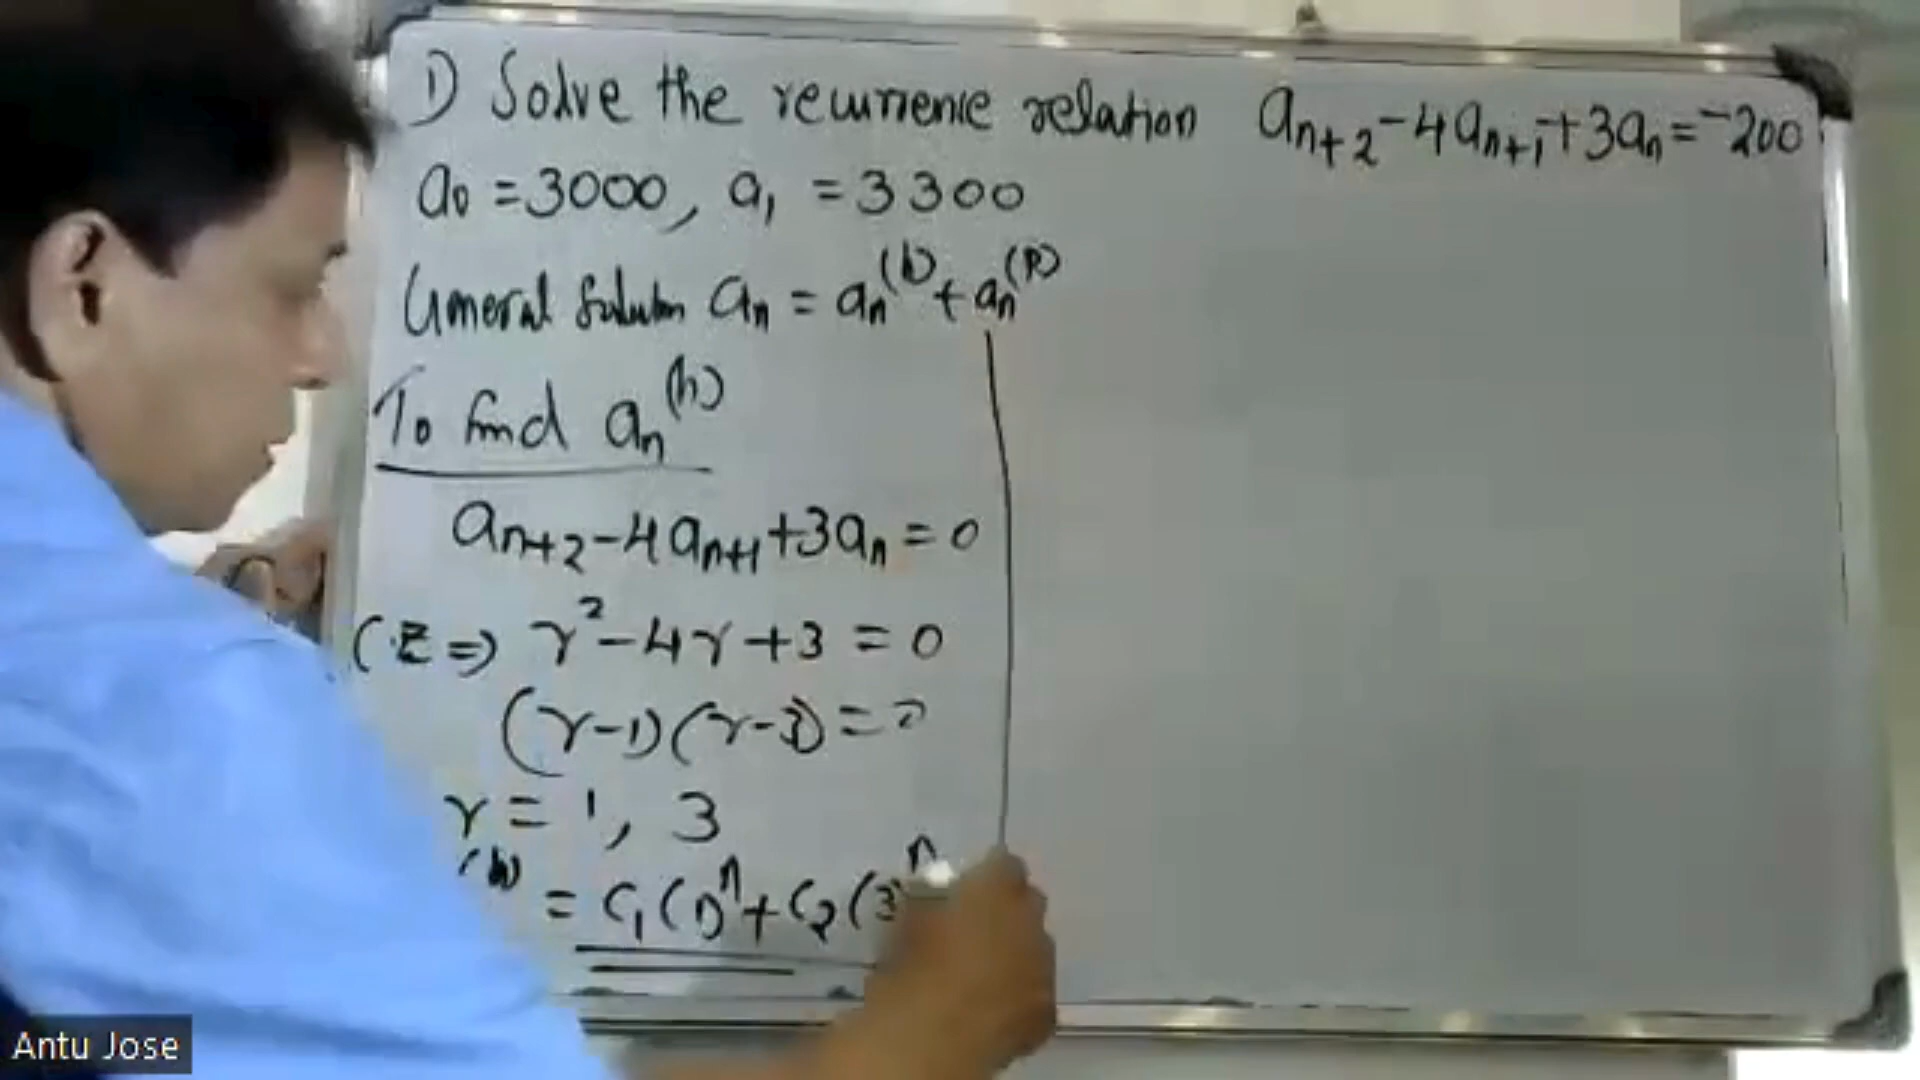 1) Solve the recurrence relation aₙ₊₂ - 4aₙ₊₁ + 3aₙ = -200
a₀ = 3000, a₁ = 3300
General Solution aₙ = aₙ⁽ʰ⁾ + aₙ⁽ᵖ⁾
To find aₙ⁽ʰ⁾
aₙ₊₂ - 4aₙ₊₁ + 3aₙ = 0
C.E ⇒ r² - 4r + 3 = 0
(r-1)(r-3) = 0
r = 1, 3
⁽ʰ⁾ = C₁(1)ⁿ + C₂(3)ⁿ
Antu Jose